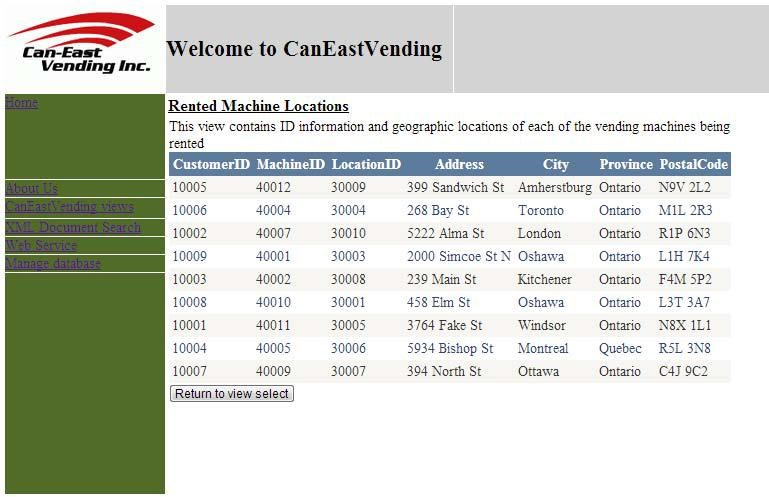 Can-East
Vending Inc.
Welcome to CanEastVending
Home
About Us
CanEastVending views
XML Document Search
Web Service
Manage database
Rented Machine Locations
This view contains ID information and geographic locations of each of the vending machines being
rented
CustomerID MachineID LocationID Address City Province PostalCode
10005 40012 30009 399 Sandwich St Amherstburg Ontario N9V 2L2
10006 40004 30004 268 Bay St Toronto Ontario M1L 2R3
10002 40007 30010 5222 Alma St London Ontario R1P 6N3
10009 40001 30003 2000 Simcoe St N Oshawa Ontario L1H 7K4
10003 40002 30008 239 Main St Kitchener Ontario F4M 5P2
10008 40010 30001 458 Elm St Oshawa Ontario L3T 3A7
10001 40011 30005 3764 Fake St Windsor Ontario N8X 1L1
10004 40005 30006 5934 Bishop St Montreal Quebec R5L 3N8
10007 40009 30007 394 North St Ottawa Ontario C4J 9C2
Return to view select